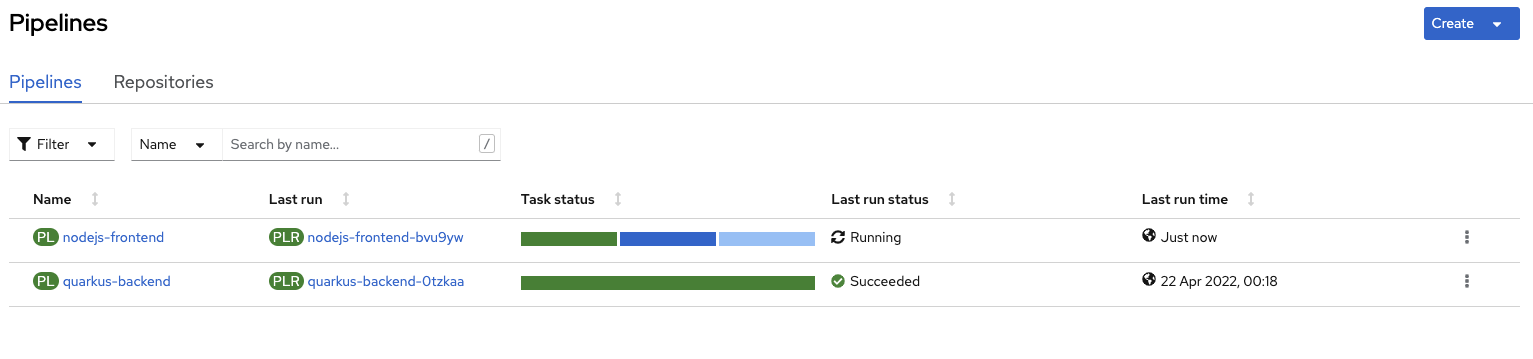 Pipelines
Create
Pipelines Repositories
Filter Name Search by name... /
Name Last run Task status Last run status Last run time
PL nodejs-frontend PLR nodejs-frontend-bvu9yw Running Just now
PL quarkus-backend PLR quarkus-backend-0tzkaa Succeeded 22 Apr 2022, 00:18